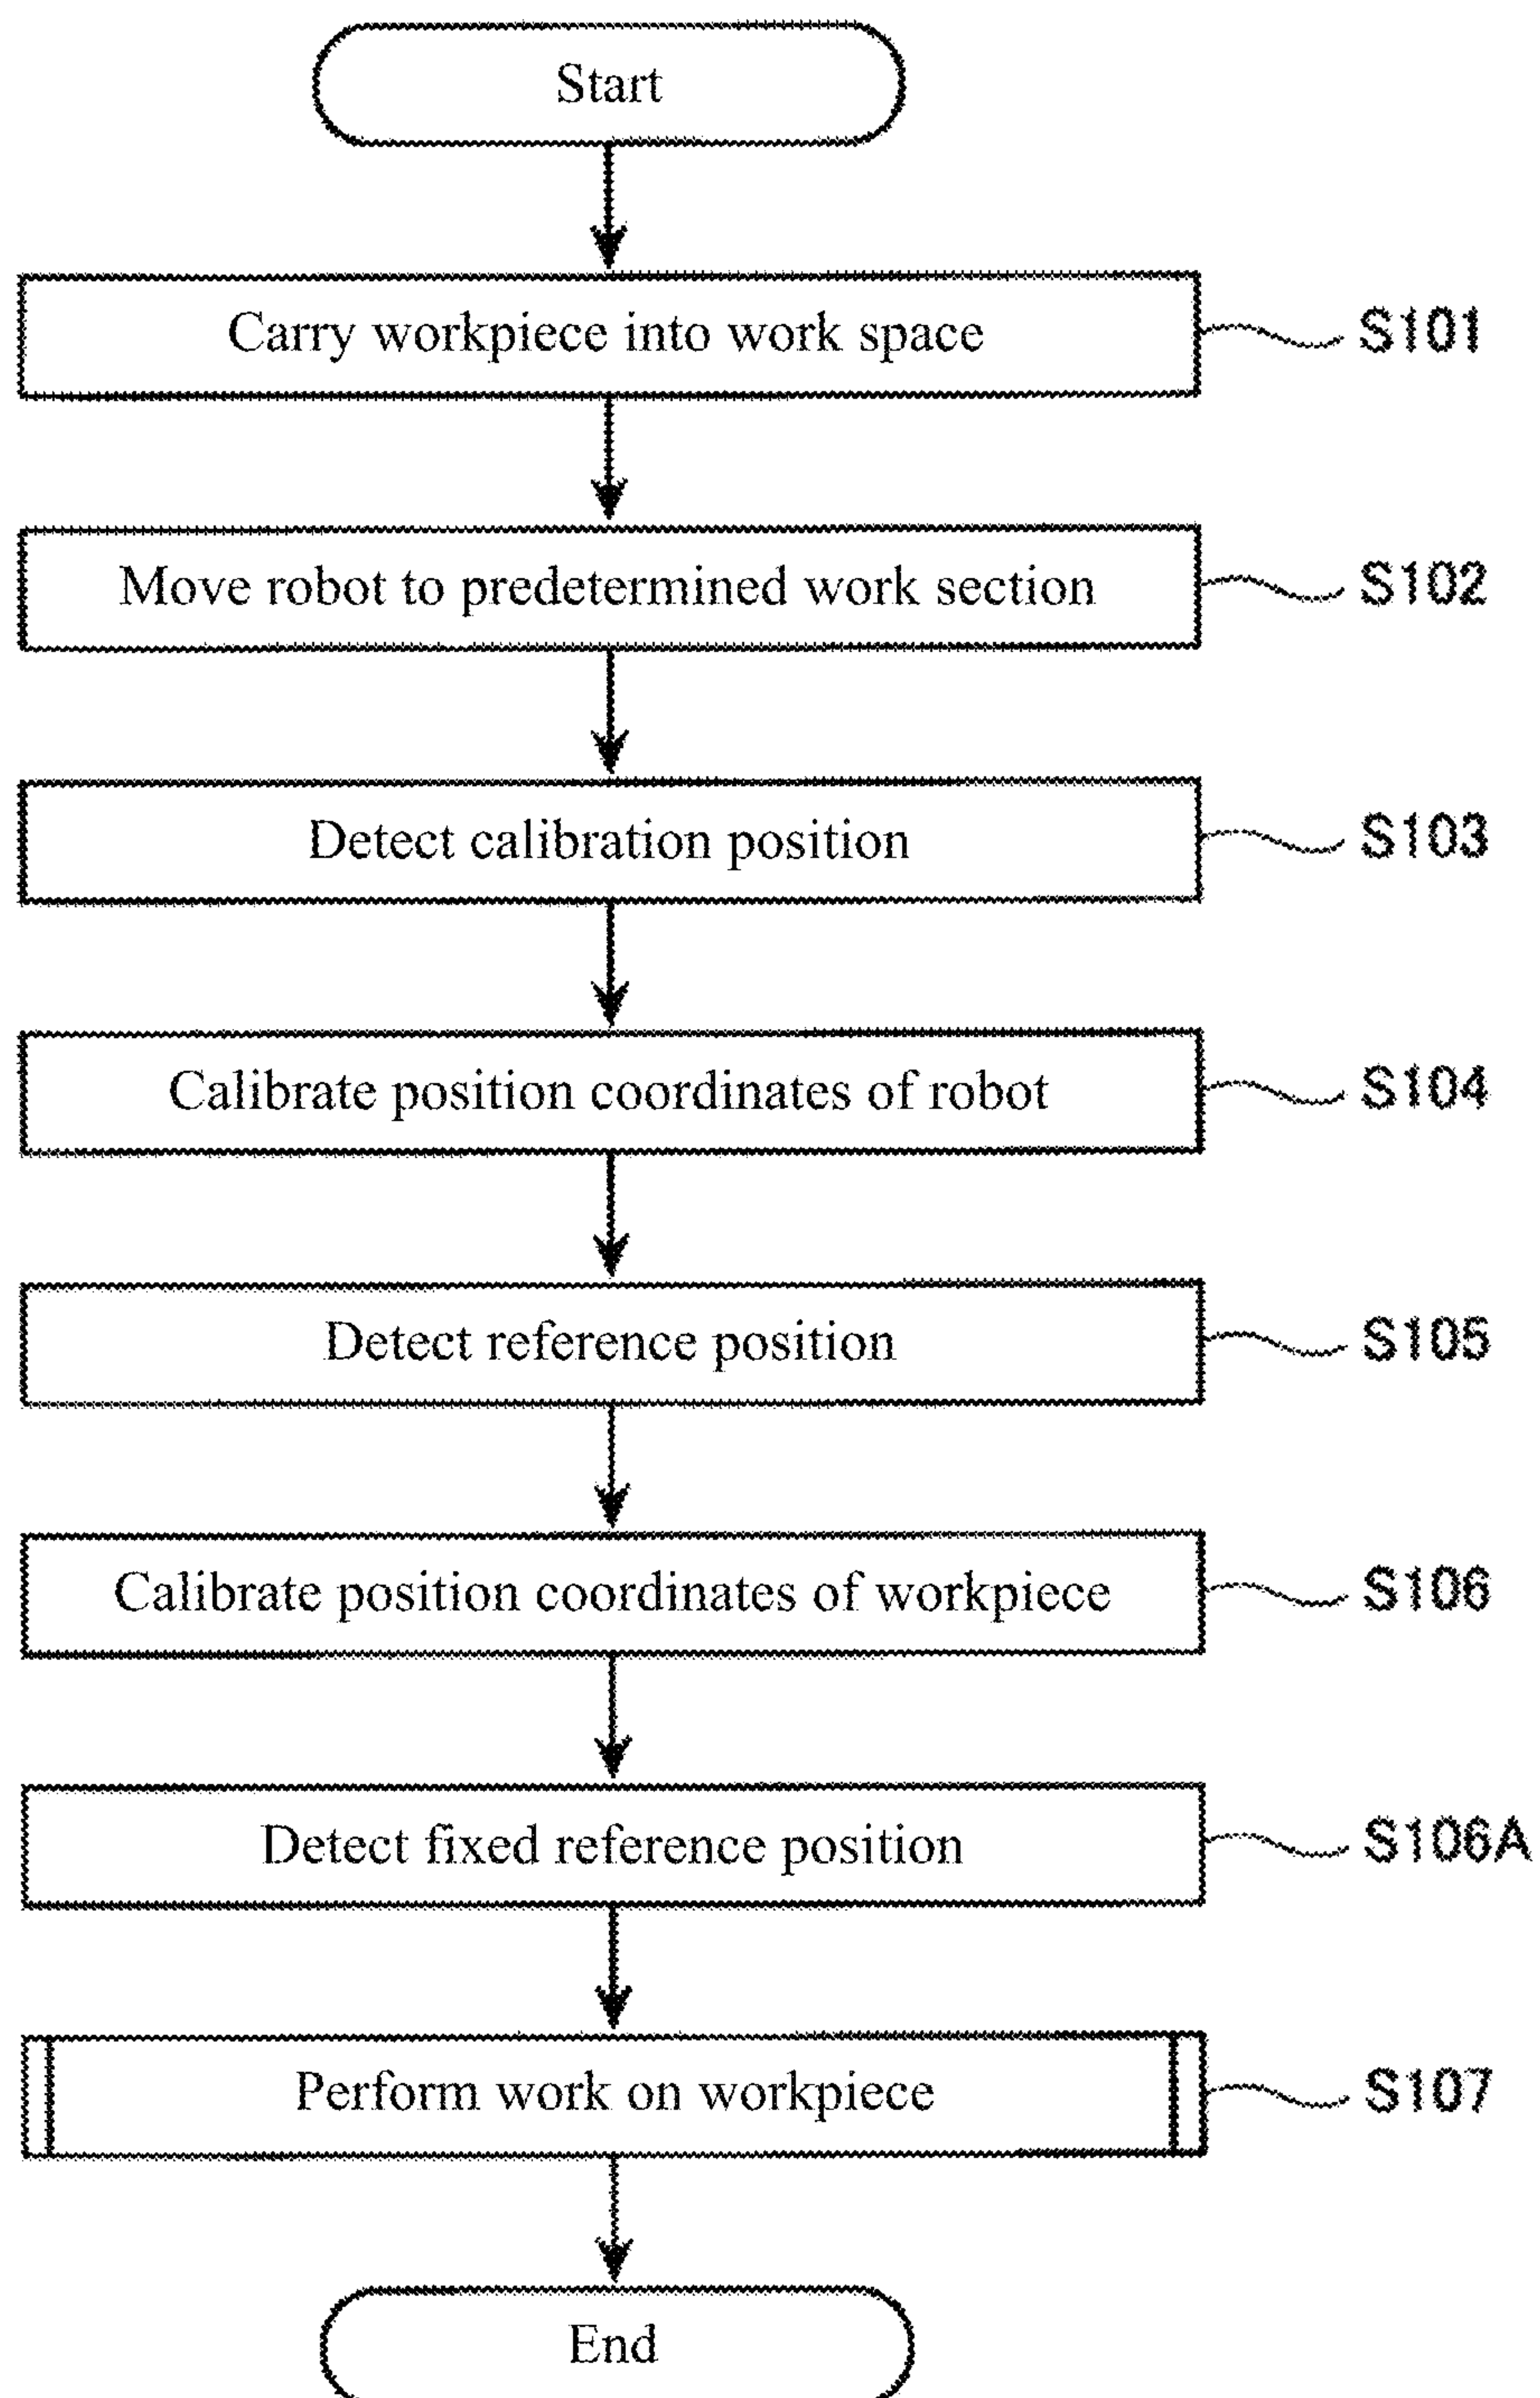 Start
Carry workpiece into work space S101
Move robot to predetermined work section S102
Detect calibration position S103
Calibrate position coordinates of robot S104
Detect reference position S105
Calibrate position coordinates of workpiece S106
Detect fixed reference position S106A
Perform work on workpiece S107
End